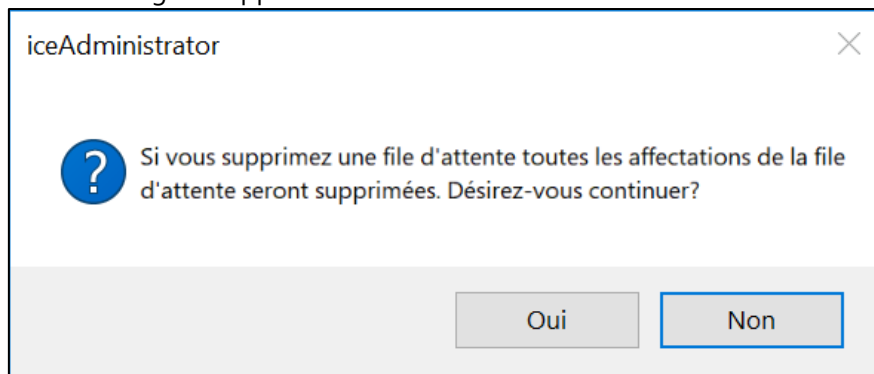 iceAdministrator
Si vous supprimez une file d'attente toutes les affectations de la file
d'attente seront supprimées. Désirez-vous continuer?
Oui
Non